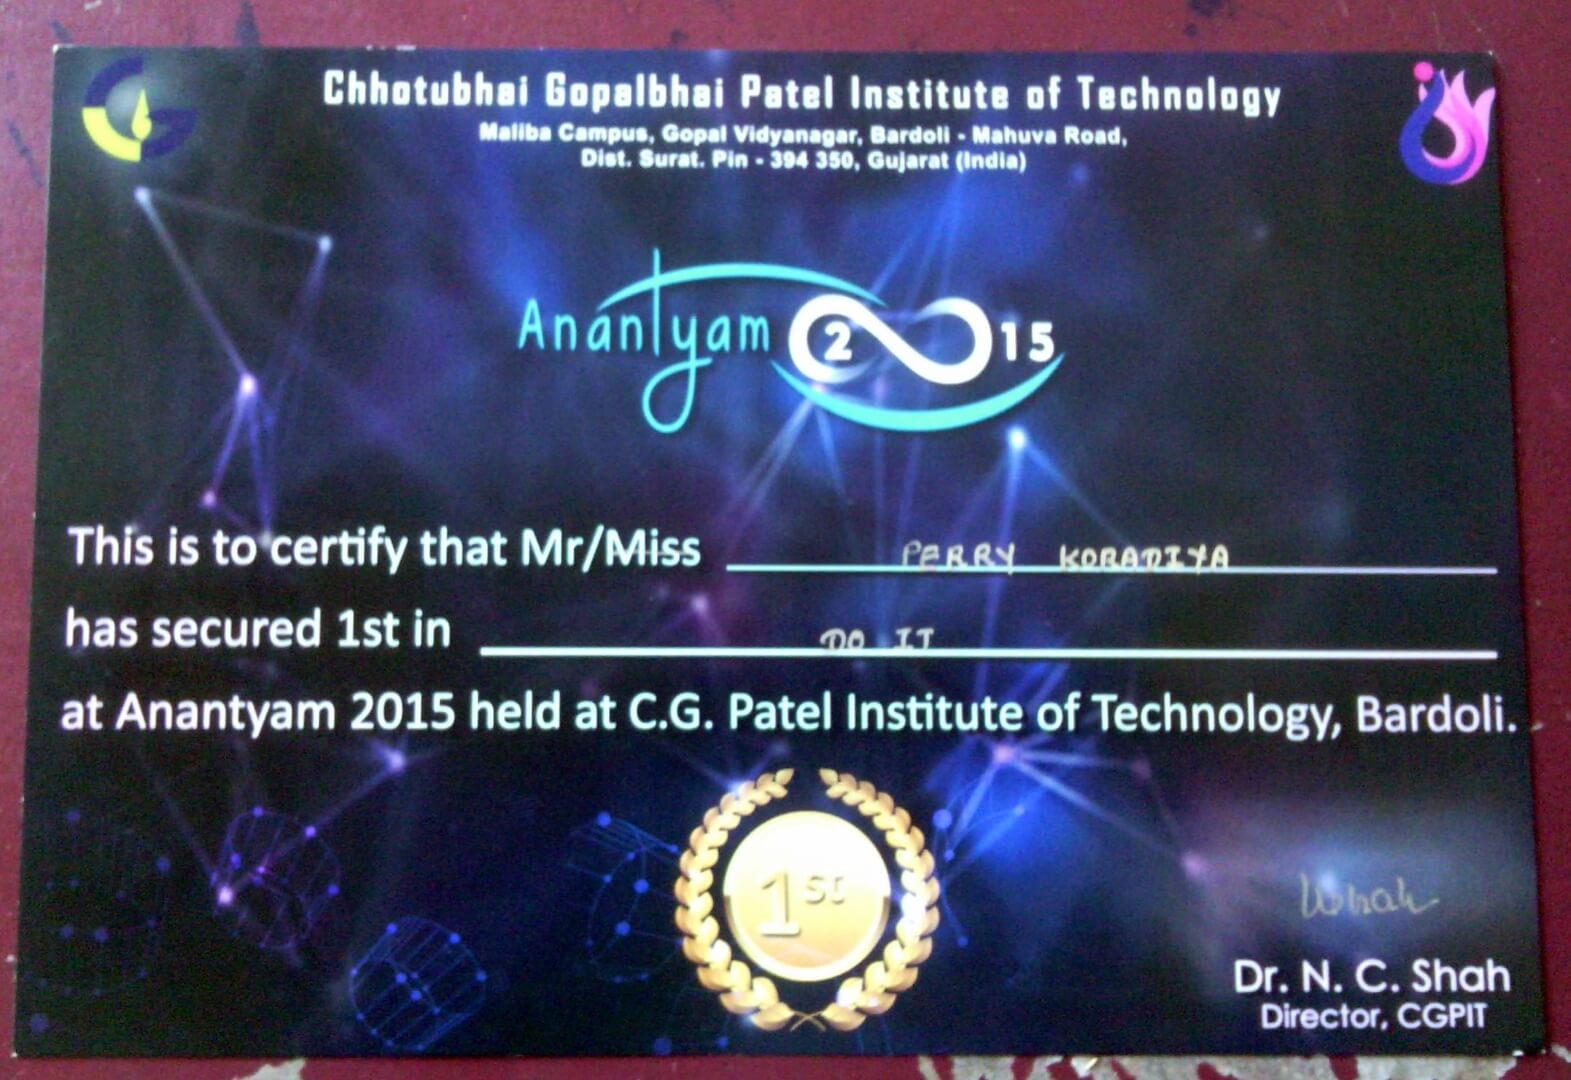 Chhotubhai Gopalbhai Patel Institute of Technology
Maliba Campus, Gopal Vidyanagar, Bardoli - Mahuva Road,
Dist. Surat. Pin - 394 350, Gujarat (India)
Anantyam 2 15
This is to certify that Mr/Miss PERRY KORADIYA
has secured 1st in DO IT
at Anantyam 2015 held at C.G. Patel Institute of Technology, Bardoli.
1st
Dr. N. C. Shah
Director, CGPIT